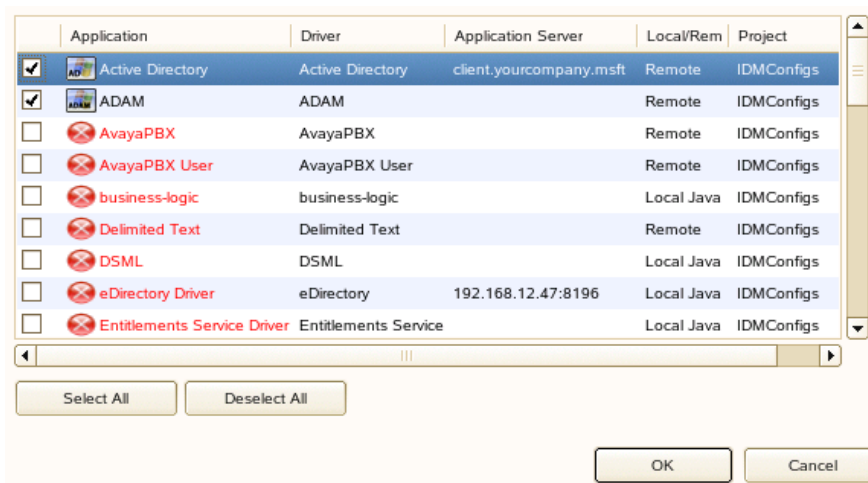 Application Driver Application Server Local/Rem Project
AD Active Directory Active Directory client.yourcompany.msft Remote IDMConfigs
ADAM ADAM ADAM Remote IDMConfigs
AvayaPBX AvayaPBX Remote IDMConfigs
AvayaPBX User AvayaPBX User Remote IDMConfigs
business-logic business-logic Local Java IDMConfigs
Delimited Text Delimited Text Remote IDMConfigs
DSML DSML Local Java IDMConfigs
eDirectory Driver eDirectory 192.168.12.47:8196 Local Java IDMConfigs
Entitlements Service Driver Entitlements Service Local Java IDMConfigs
Select All Deselect All
OK Cancel